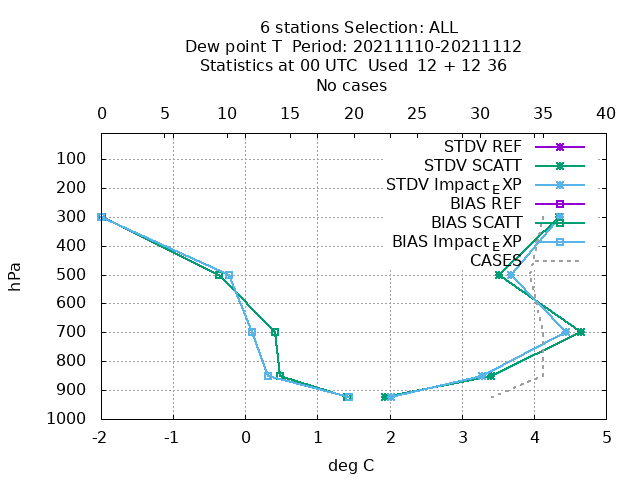 6 stations Selection: ALL
Dew point T  Period: 20211110-20211112
Statistics at 00 UTC  Used  12 + 12 36
No cases
0 5 10 15 20 25 30 35 40
STDV REF
STDV SCATT
STDV Impact_EXP
BIAS REF
BIAS SCATT
BIAS Impact_EXP
CASES
hPa
100
200
300
400
500
600
700
800
900
1000
-2 -1 0 1 2 3 4 5
deg C